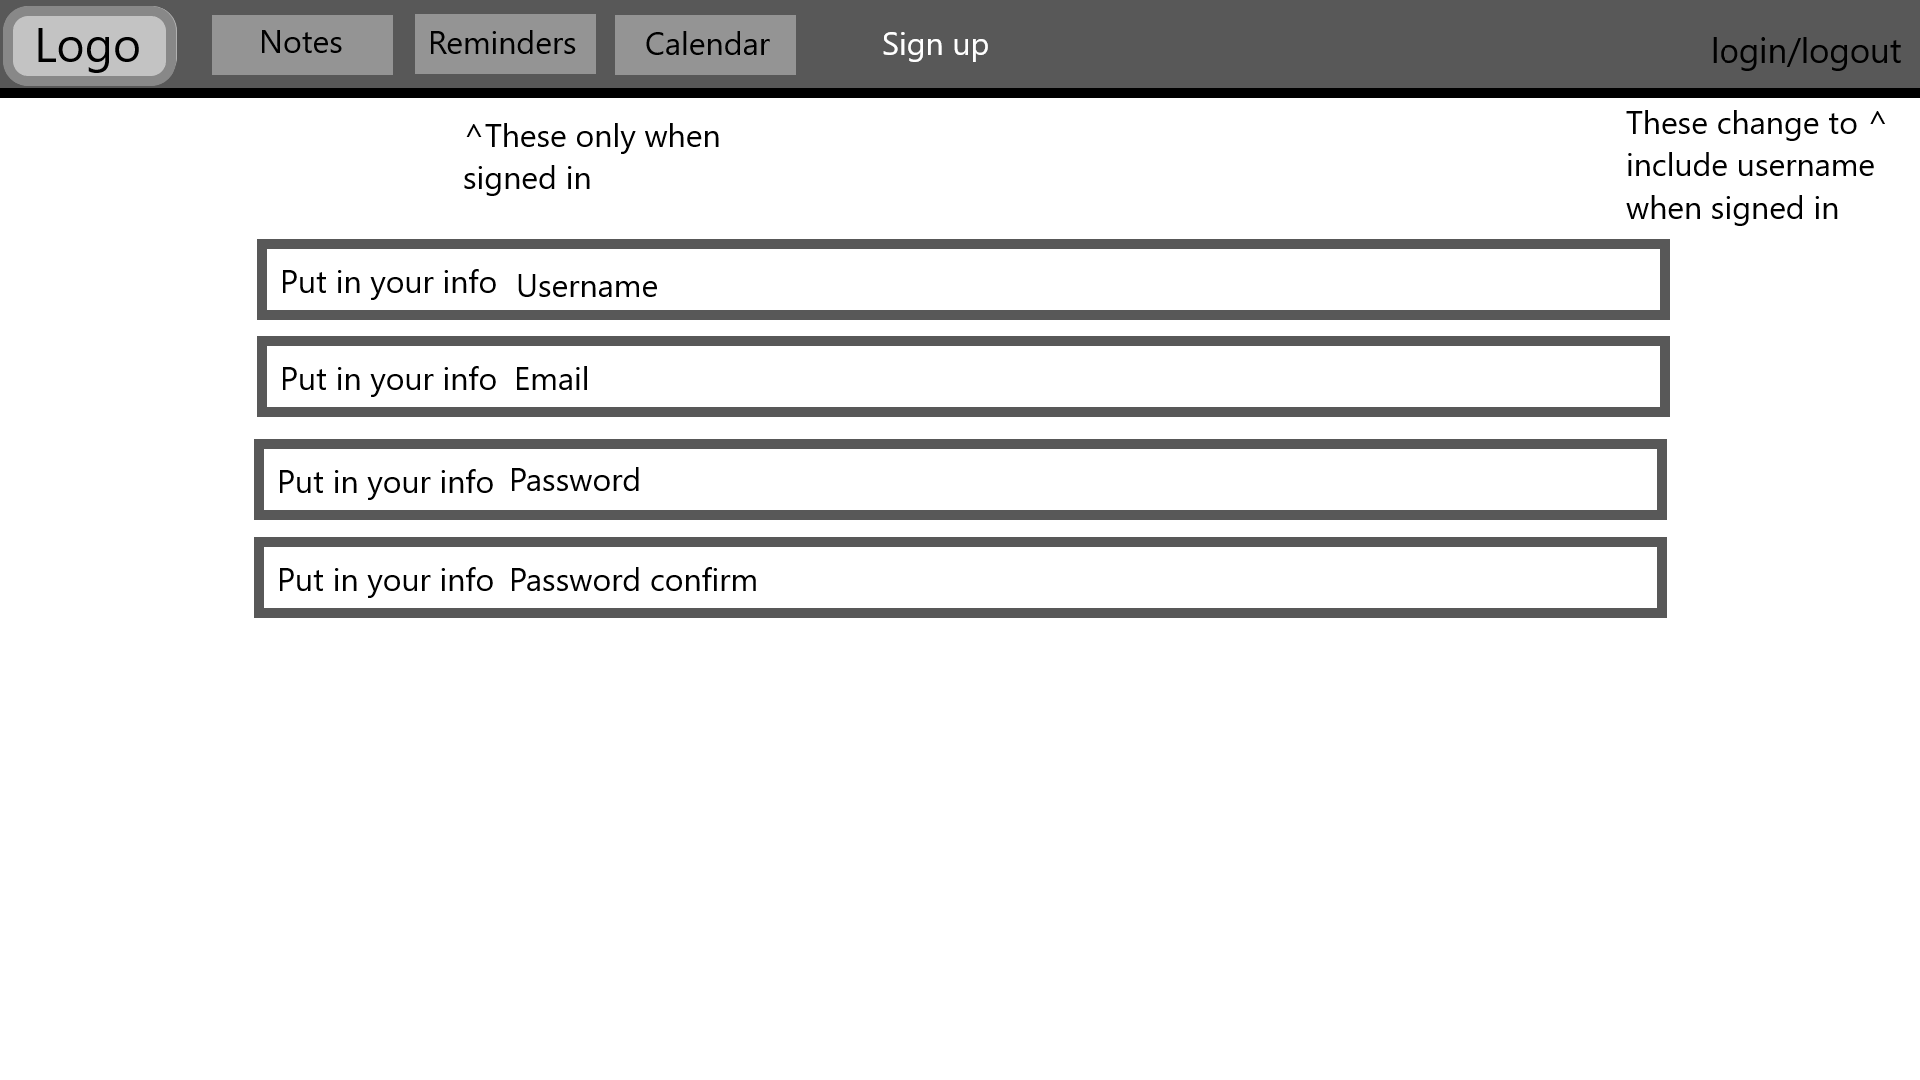 Logo
Notes
Reminders
Calendar
Sign up
login/logout
^These only when
signed in
These change to ^
include username
when signed in
Put in your info Username
Put in your info Email
Put in your info Password
Put in your info Password confirm